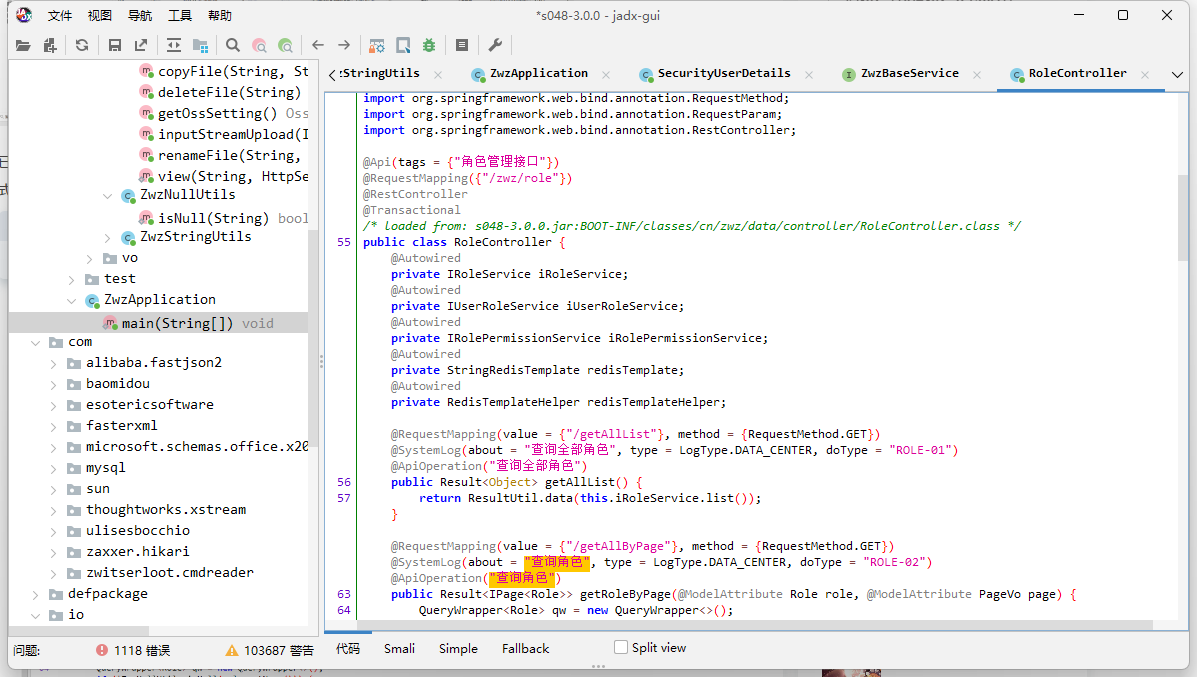 *s048-3.0.0 - jadx-gui
文件 视图 导航 工具 帮助
copyFile(String, St
deleteFile(String)
getOssSetting() Oss
inputStreamUpload(I
renameFile(String,
view(String, HttpSe
ZwzNullUtils
isNull(String) bool
ZwzStringUtils
vo
test
ZwzApplication
main(String[]) void
com
alibaba.fastjson2
baomidou
esotericsoftware
fasterxml
microsoft.schemas.office.x20
mysql
sun
thoughtworks.xstream
ulisesbocchio
zaxxer.hikari
zwitserloot.cmdreader
defpackage
io
:StringUtils ZwzApplication SecurityUserDetails ZwzBaseService RoleController
import org.springframework.web.bind.annotation.RequestMethod;
import org.springframework.web.bind.annotation.RequestParam;
import org.springframework.web.bind.annotation.RestController;
@Api(tags = {"角色管理接口"})
@RequestMapping({"/zwz/role"})
@RestController
@Transactional
/* loaded from: s048-3.0.0.jar:BOOT-INF/classes/cn/zwz/data/controller/RoleController.class */
55 public class RoleController {
@Autowired
private IRoleService iRoleService;
@Autowired
private IUserRoleService iUserRoleService;
@Autowired
private IRolePermissionService iRolePermissionService;
@Autowired
private StringRedisTemplate redisTemplate;
@Autowired
private RedisTemplateHelper redisTemplateHelper;
@RequestMapping(value = {"/getAllList"}, method = {RequestMethod.GET})
@SystemLog(about = "查询全部角色", type = LogType.DATA_CENTER, doType = "ROLE-01")
@ApiOperation("查询全部角色")
56 public Result<Object> getAllList() {
57 return ResultUtil.data(this.iRoleService.list());
}
@RequestMapping(value = {"/getAllByPage"}, method = {RequestMethod.GET})
@SystemLog(about = "查询角色", type = LogType.DATA_CENTER, doType = "ROLE-02")
@ApiOperation("查询角色")
63 public Result<IPage<Role>> getRoleByPage(@ModelAttribute Role role, @ModelAttribute PageVo page) {
64 QueryWrapper<Role> qw = new QueryWrapper<>();
问题: 1118 错误 103687 警告 代码 Smali Simple Fallback Split view